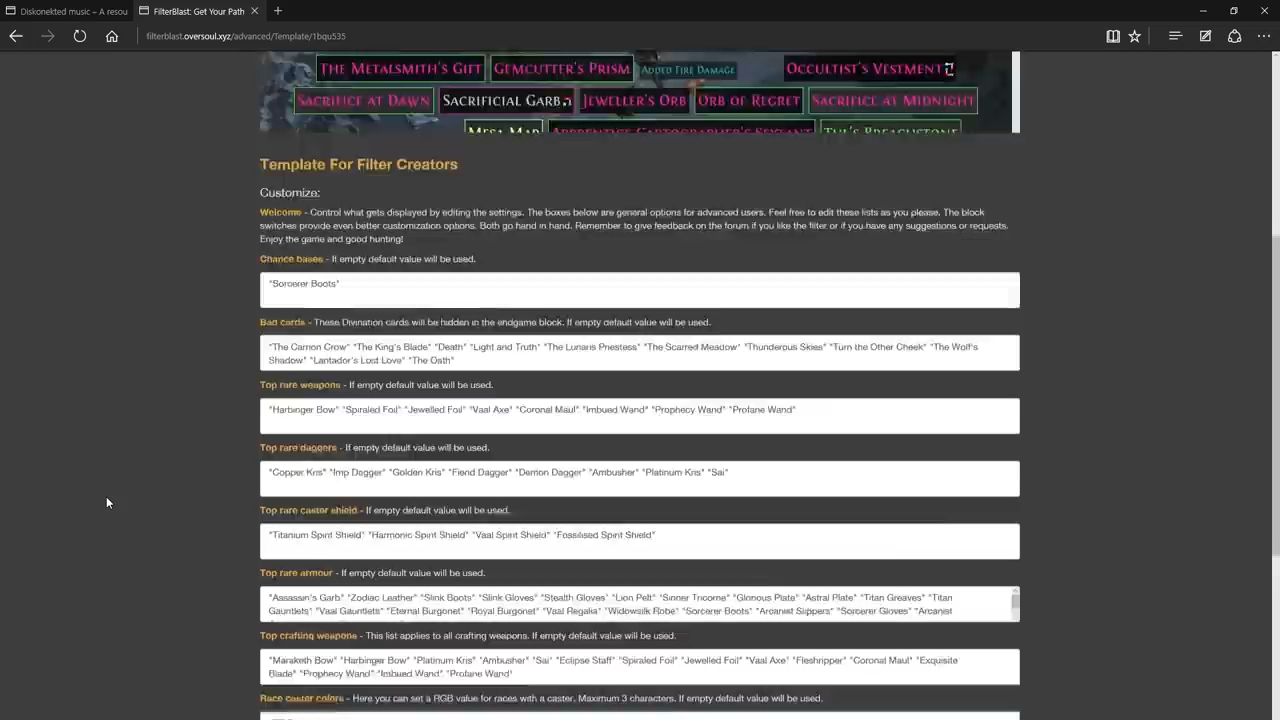 Diskonekted music – A resou
FilterBlast: Get Your Path
filterblast.oversoul.xyz/advanced/Template/1bqu535
The Metalsmith's Gift Gemcutter's Prism Added Fire Damage Occultist's Vestment
Sacrifice at Dawn Sacrificial Garb Jeweller's Orb Orb of Regret Sacrifice at Midnight
Mesa Map Apprentice Cartographer's Sextant Tul's Breachstone
Template For Filter Creators
Customize:
Welcome - Control what gets displayed by editing the settings. The boxes below are general options for advanced users. Feel free to edit these lists as you please. The block
switches provide even better customization options. Both go hand in hand. Remember to give feedback on the forum if you like the filter or if you have any suggestions or requests.
Enjoy the game and good hunting!
Chance bases - If empty default value will be used.
"Sorcerer Boots"
Bad cards - These Divination cards will be hidden in the endgame block. If empty default value will be used.
"The Carrion Crow" "The King's Blade" "Death" "Light and Truth" "The Lunaris Priestess" "The Scarred Meadow" "Thunderous Skies" "Turn the Other Cheek" "The Wolf's
Shadow" "Lantador's Lost Love" "The Oath"
Top rare weapons - If empty default value will be used.
"Harbinger Bow" "Spiraled Foil" "Jewelled Foil" "Vaal Axe" "Coronal Maul" "Imbued Wand" "Prophecy Wand" "Profane Wand"
Top rare daggers - If empty default value will be used.
"Copper Kris" "Imp Dagger" "Golden Kris" "Fiend Dagger" "Demon Dagger" "Ambusher" "Platinum Kris" "Sai"
Top rare caster shield - If empty default value will be used.
"Titanium Spirit Shield" "Harmonic Spirit Shield" "Vaal Spirit Shield" "Fossilised Spirit Shield"
Top rare armour - If empty default value will be used.
"Assassin's Garb" "Zodiac Leather" "Slink Boots" "Slink Gloves" "Stealth Gloves" "Lion Pelt" "Sinner Tricorne" "Glorious Plate" "Astral Plate" "Titan Greaves" "Titan
Gauntlets" "Vaal Gauntlets" "Eternal Burgonet" "Royal Burgonet" "Vaal Regalia" "Widowsilk Robe" "Sorcerer Boots" "Arcanist Slippers" "Sorcerer Gloves" "Arcanist
Top crafting weapons - This list applies to all crafting weapons. If empty default value will be used.
"Maraketh Bow" "Harbinger Bow" "Platinum Kris" "Ambusher" "Sai" "Eclipse Staff" "Spiraled Foil" "Jewelled Foil" "Vaal Axe" "Fleshripper" "Coronal Maul" "Exquisite
Blade" "Prophecy Wand" "Imbued Wand" "Profane Wand"
Race caster colors - Here you can set a RGB value for races with a caster. Maximum 3 characters. If empty default value will be used.